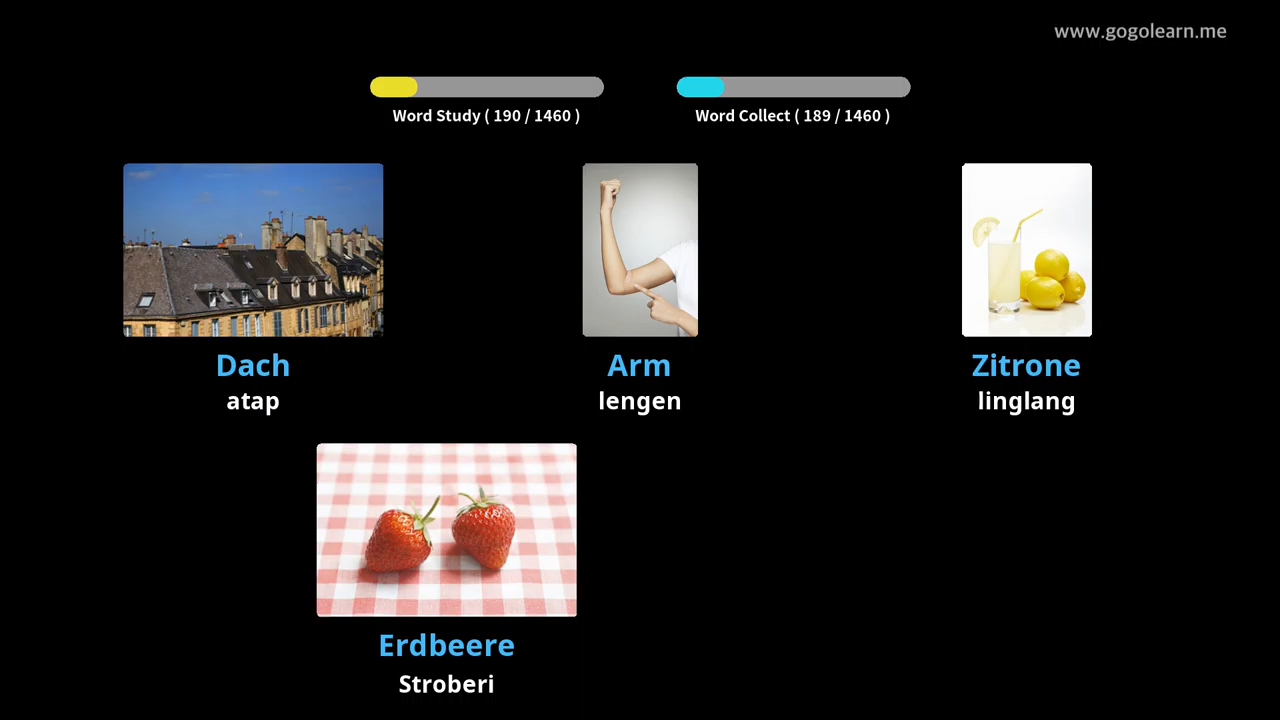 www.gogolearn.me
Word Study ( 190 / 1460 )
Word Collect ( 189 / 1460 )
Dach
atap
Arm
lengen
Zitrone
linglang
Erdbeere
Stroberi